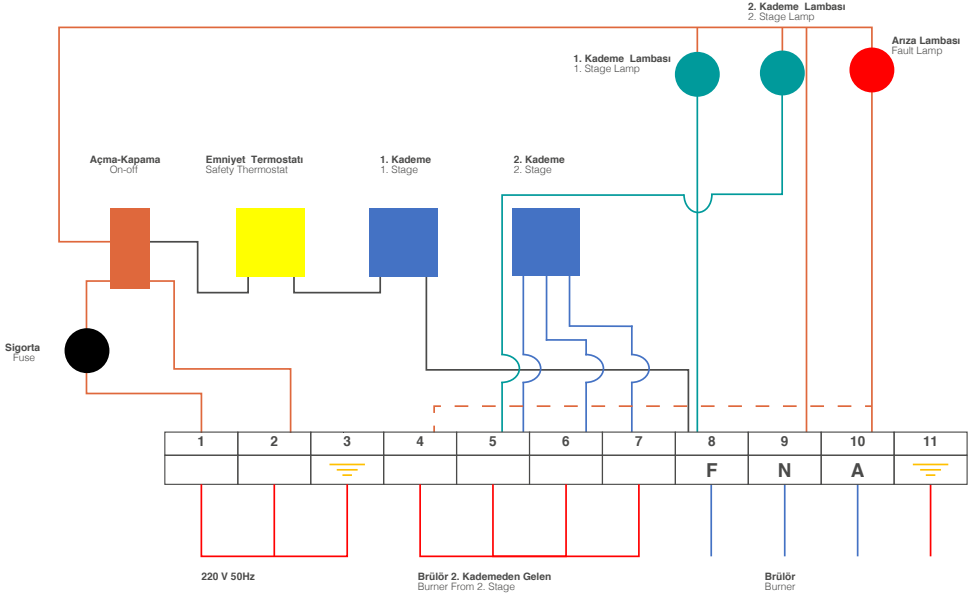 2. Kademe Lambası
2. Stage Lamp
Arıza Lambası
Fault Lamp
1. Kademe Lambası
1. Stage Lamp
Açma-Kapama
On-off
Emniyet Termostatı
Safety Thermostat
1. Kademe
1. Stage
2. Kademe
2. Stage
Sigorta
Fuse
1 2 3 4 5 6 7 8 9 10 11
F N A
220 V 50Hz
Brülör 2. Kademeden Gelen
Burner From 2. Stage
Brülör
Burner